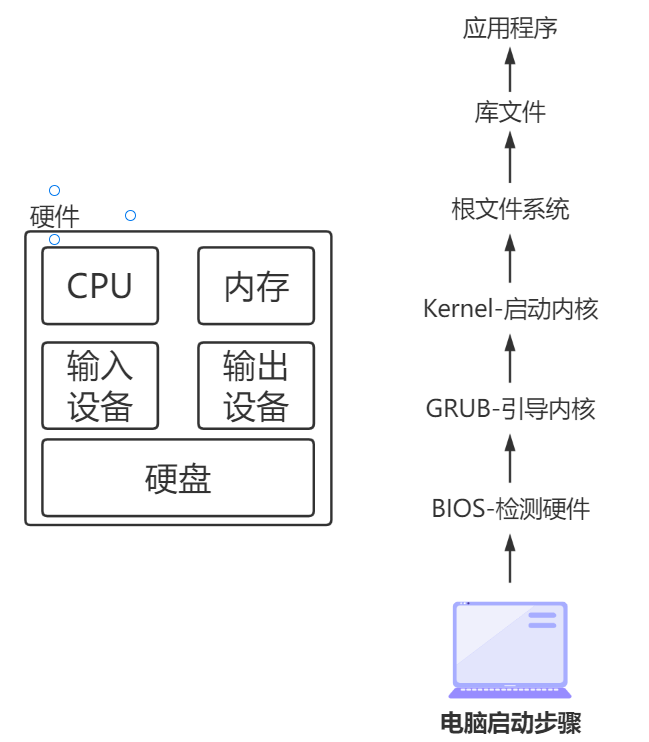 硬件
CPU
内存
输入
设备
输出
设备
硬盘
应用程序
库文件
根文件系统
Kernel-启动内核
GRUB-引导内核
BIOS-检测硬件
电脑启动步骤